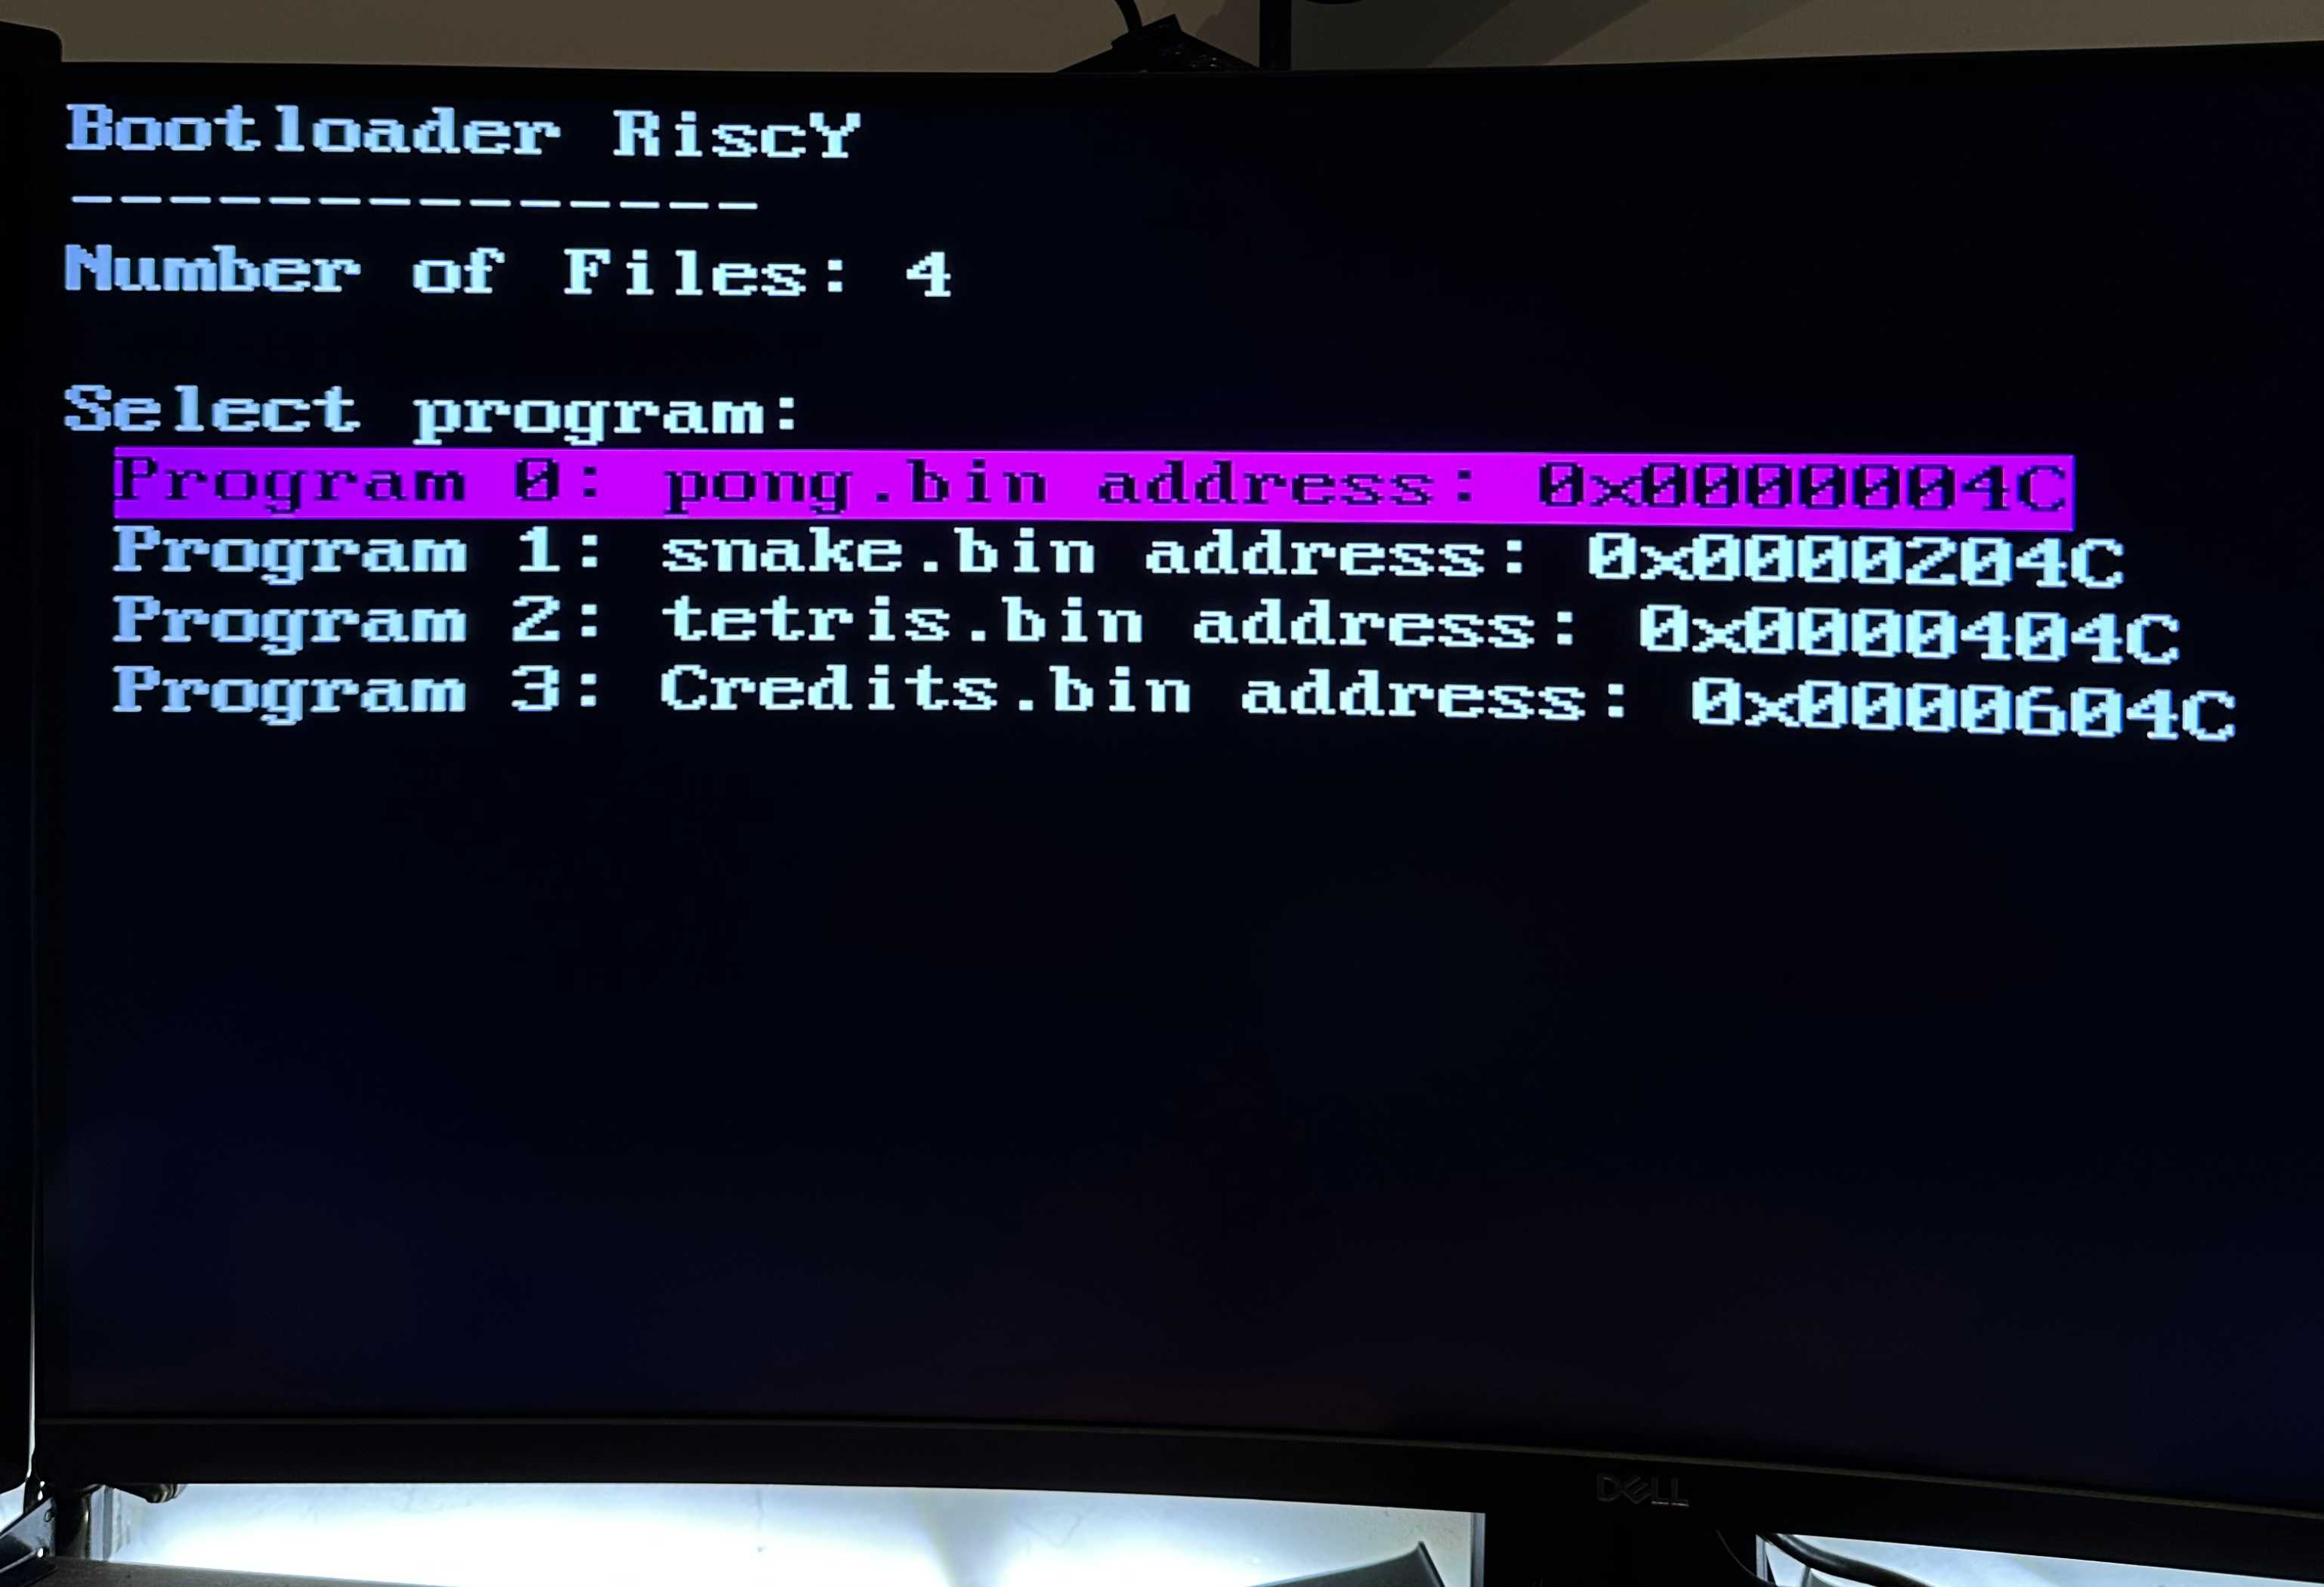 Bootloader RiscY
--------------
Number of Files: 4
Select program:
Program 0: pong.bin address: 0x0000004C
Program 1: snake.bin address: 0x0000204C
Program 2: tetris.bin address: 0x0000404C
Program 3: Credits.bin address: 0x0000604C
DELL